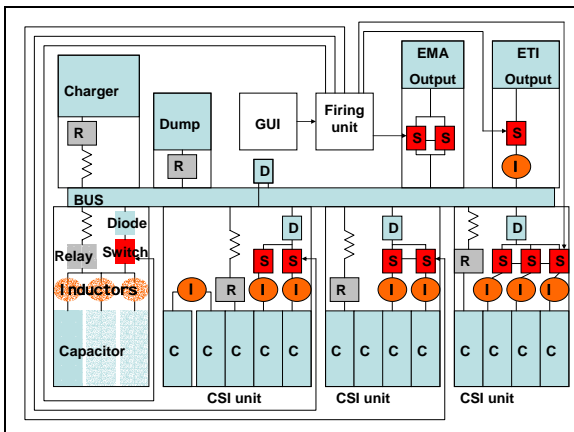 EMA
Output
ETI
Output
Charger
Dump
GUI
Firing
unit
R
R
S
S
S
I
D
BUS
Diode
D
D
D
Relay
Switch
S
S
S
S
R
S
S
S
Inductors
I
R
I
I
R
I
I
I
I
I
Capacitor
C
C
C
C
C
C
C
C
C
C
C
C
C
CSI unit
CSI unit
CSI unit